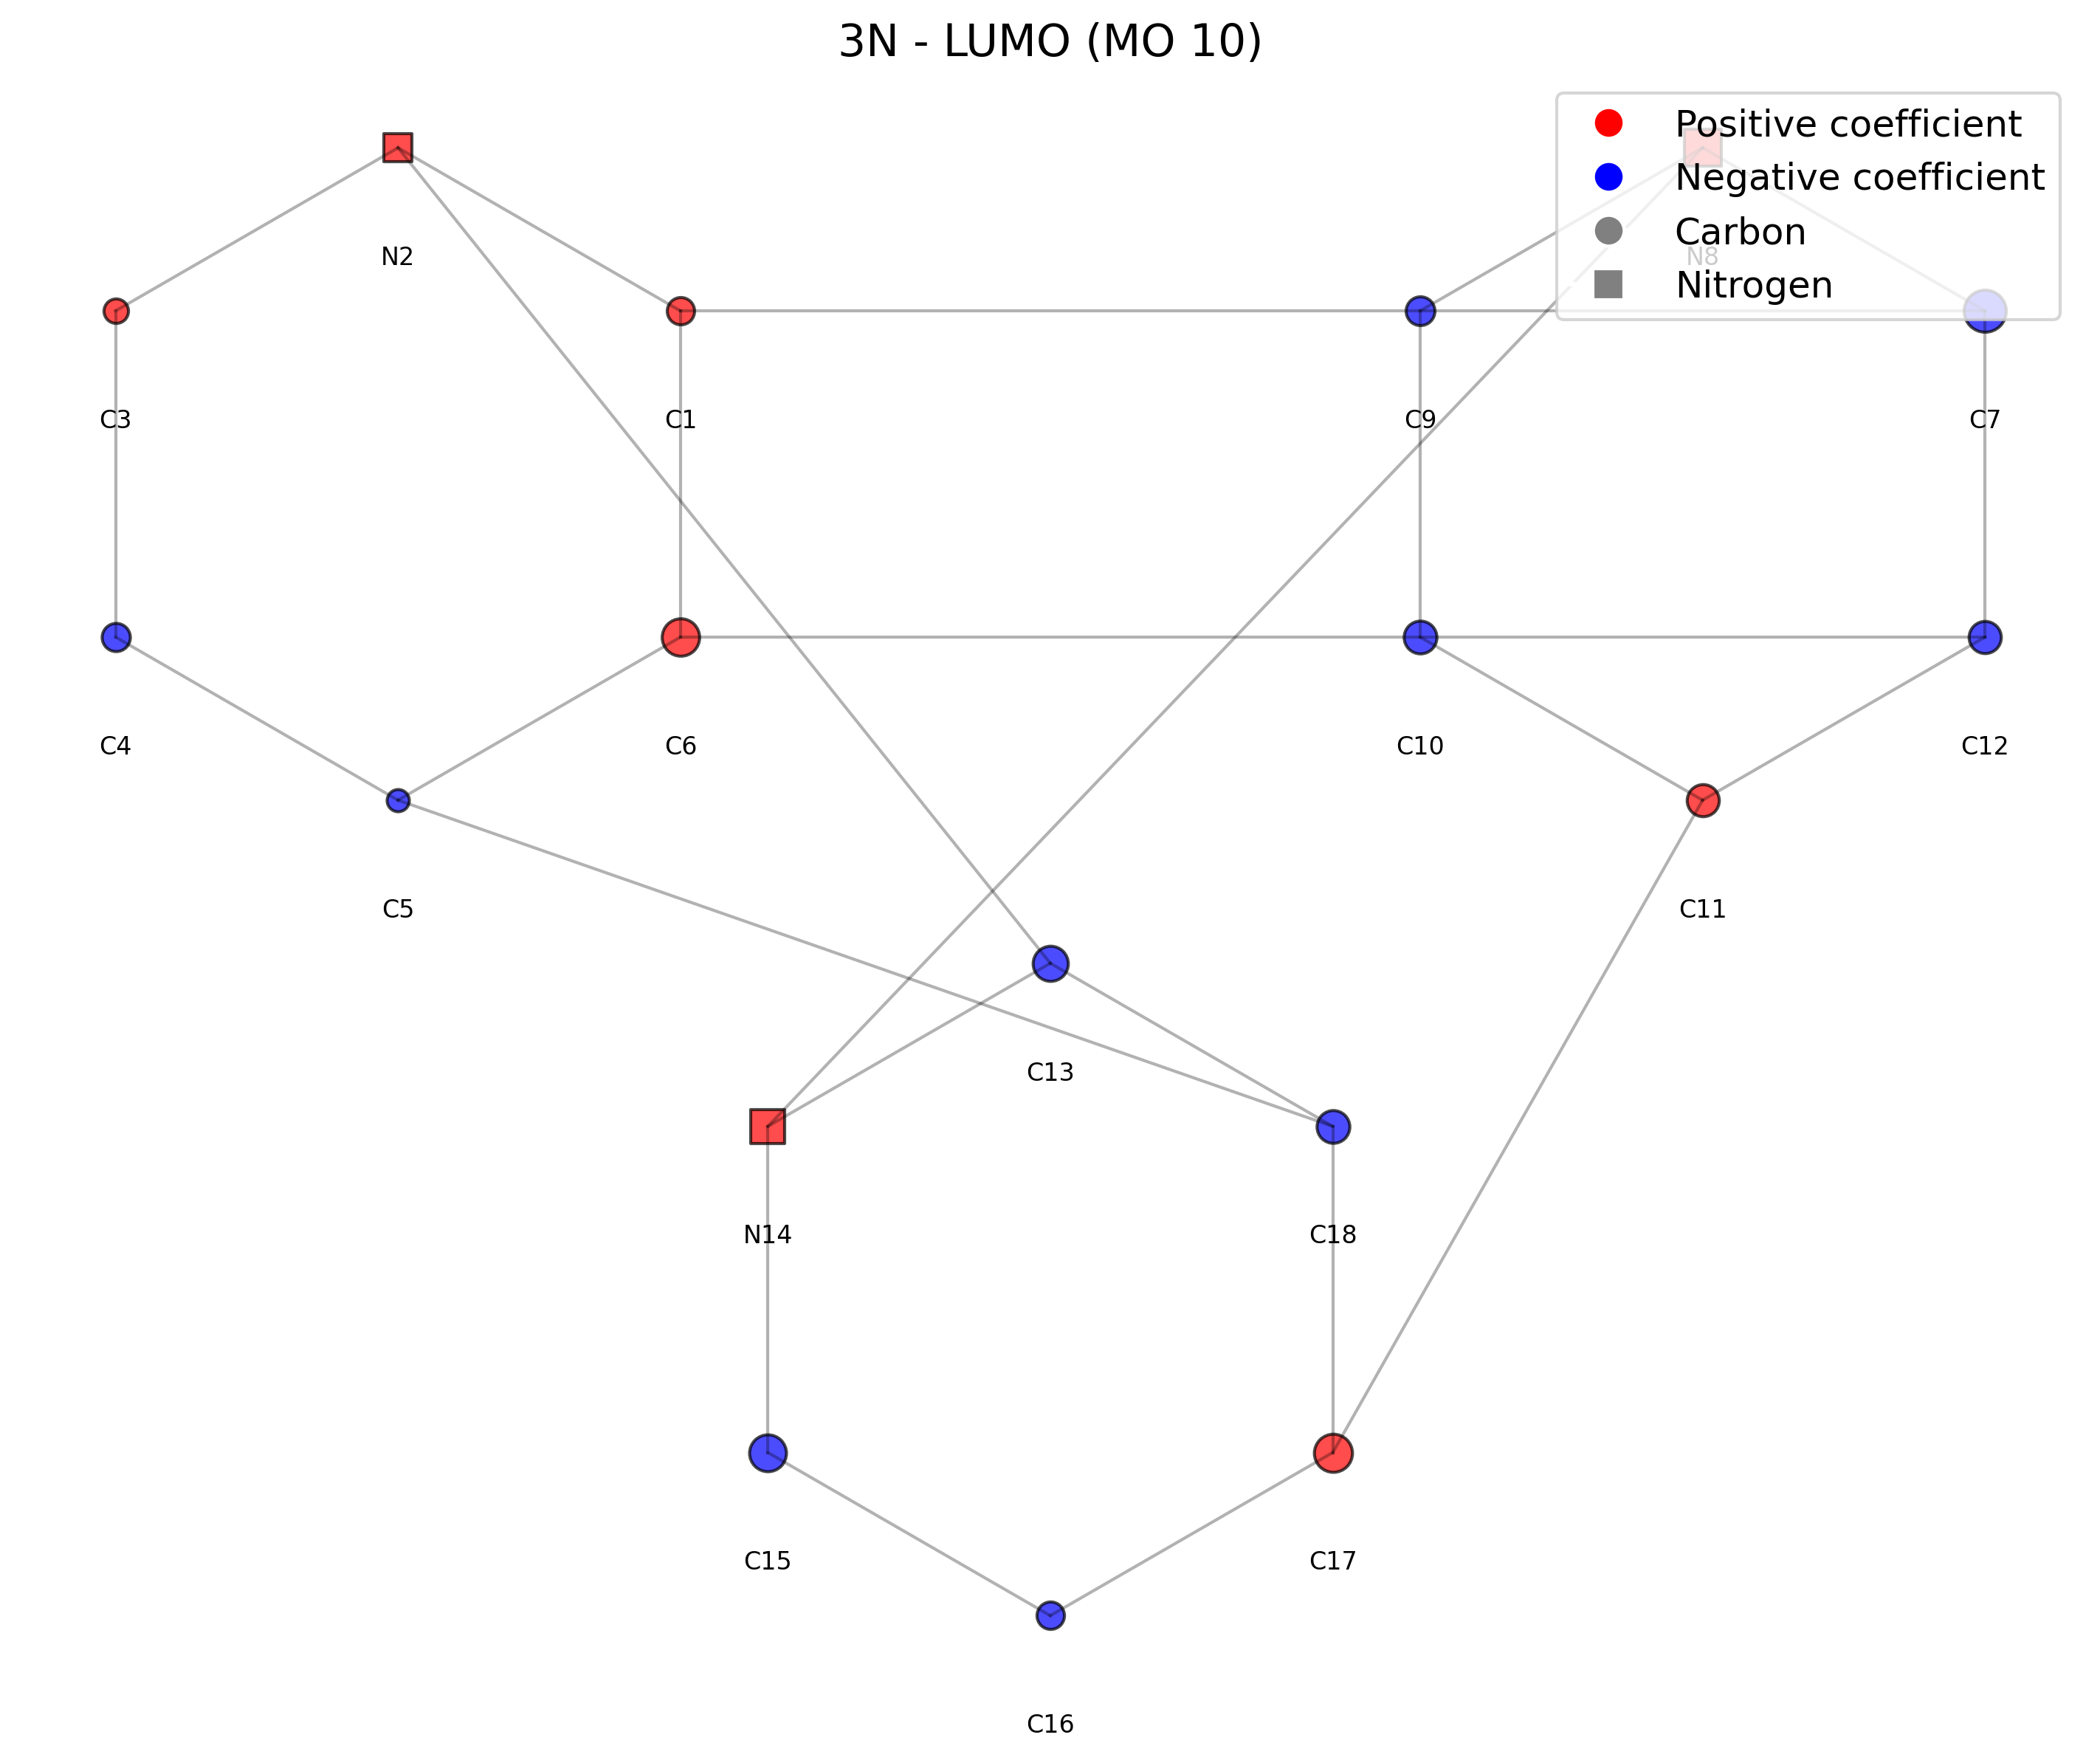 3N - LUMO (MO 10)
Positive coefficient
Negative coefficient
Carbon
Nitrogen
N2
N8
C3
C1
C9
C7
C4
C6
C10
C12
C5
C11
C13
N14
C18
C15
C17
C16